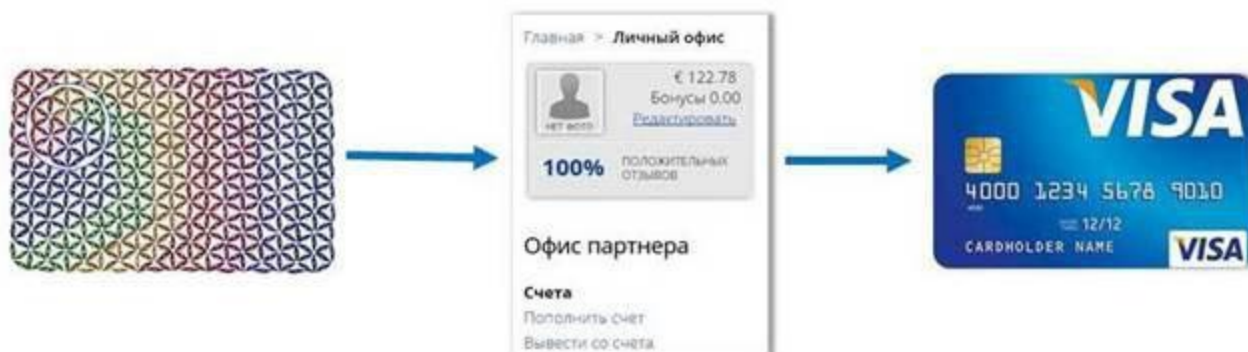 Главная > Личный офис
€ 122.78
Бонусы 0.00
Редактировать
НЕТ ФОТО
100% ПОЛОЖИТЕЛЬНЫХ
ОТЗЫВОВ
Офис партнера
Счета
Пополнить счет
Вывести со счета
VISA
4000 1234 5678 9010
12/12
CARDHOLDER NAME
VISA